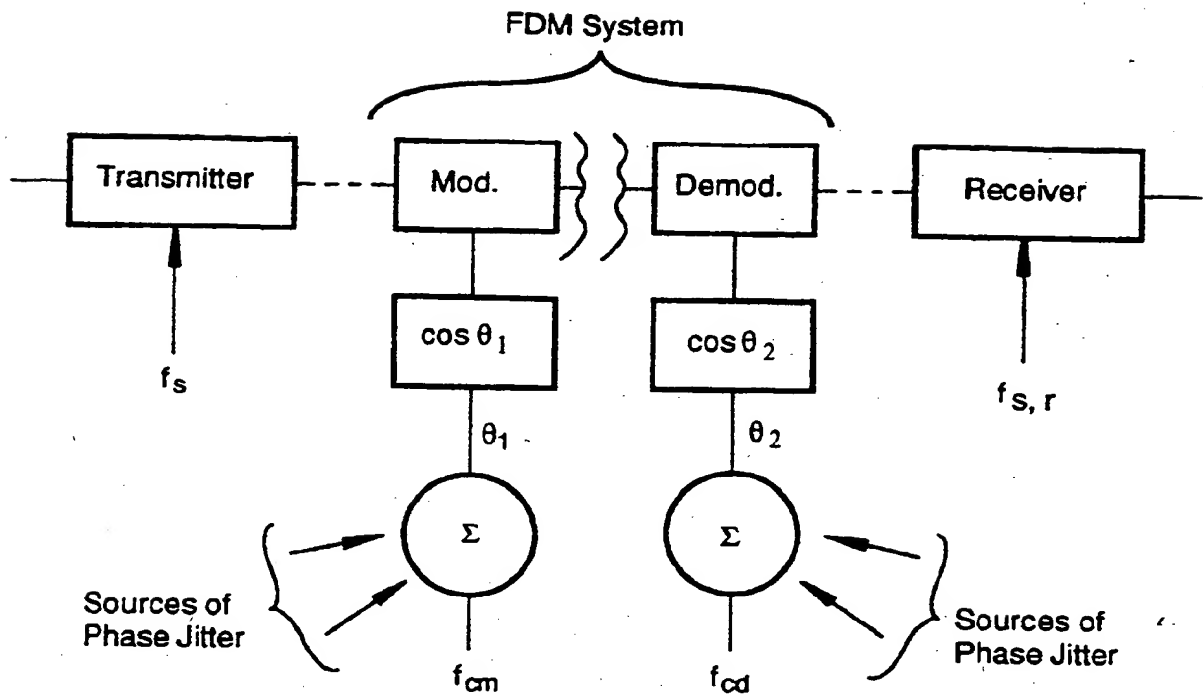 FDM System
Transmitter
Mod.
Demod.
Receiver
cos θ1
cos θ2
fs
fs, r
θ1
θ2
Σ
Σ
Sources of
Phase Jitter
Sources of
Phase Jitter
fcm
fcd